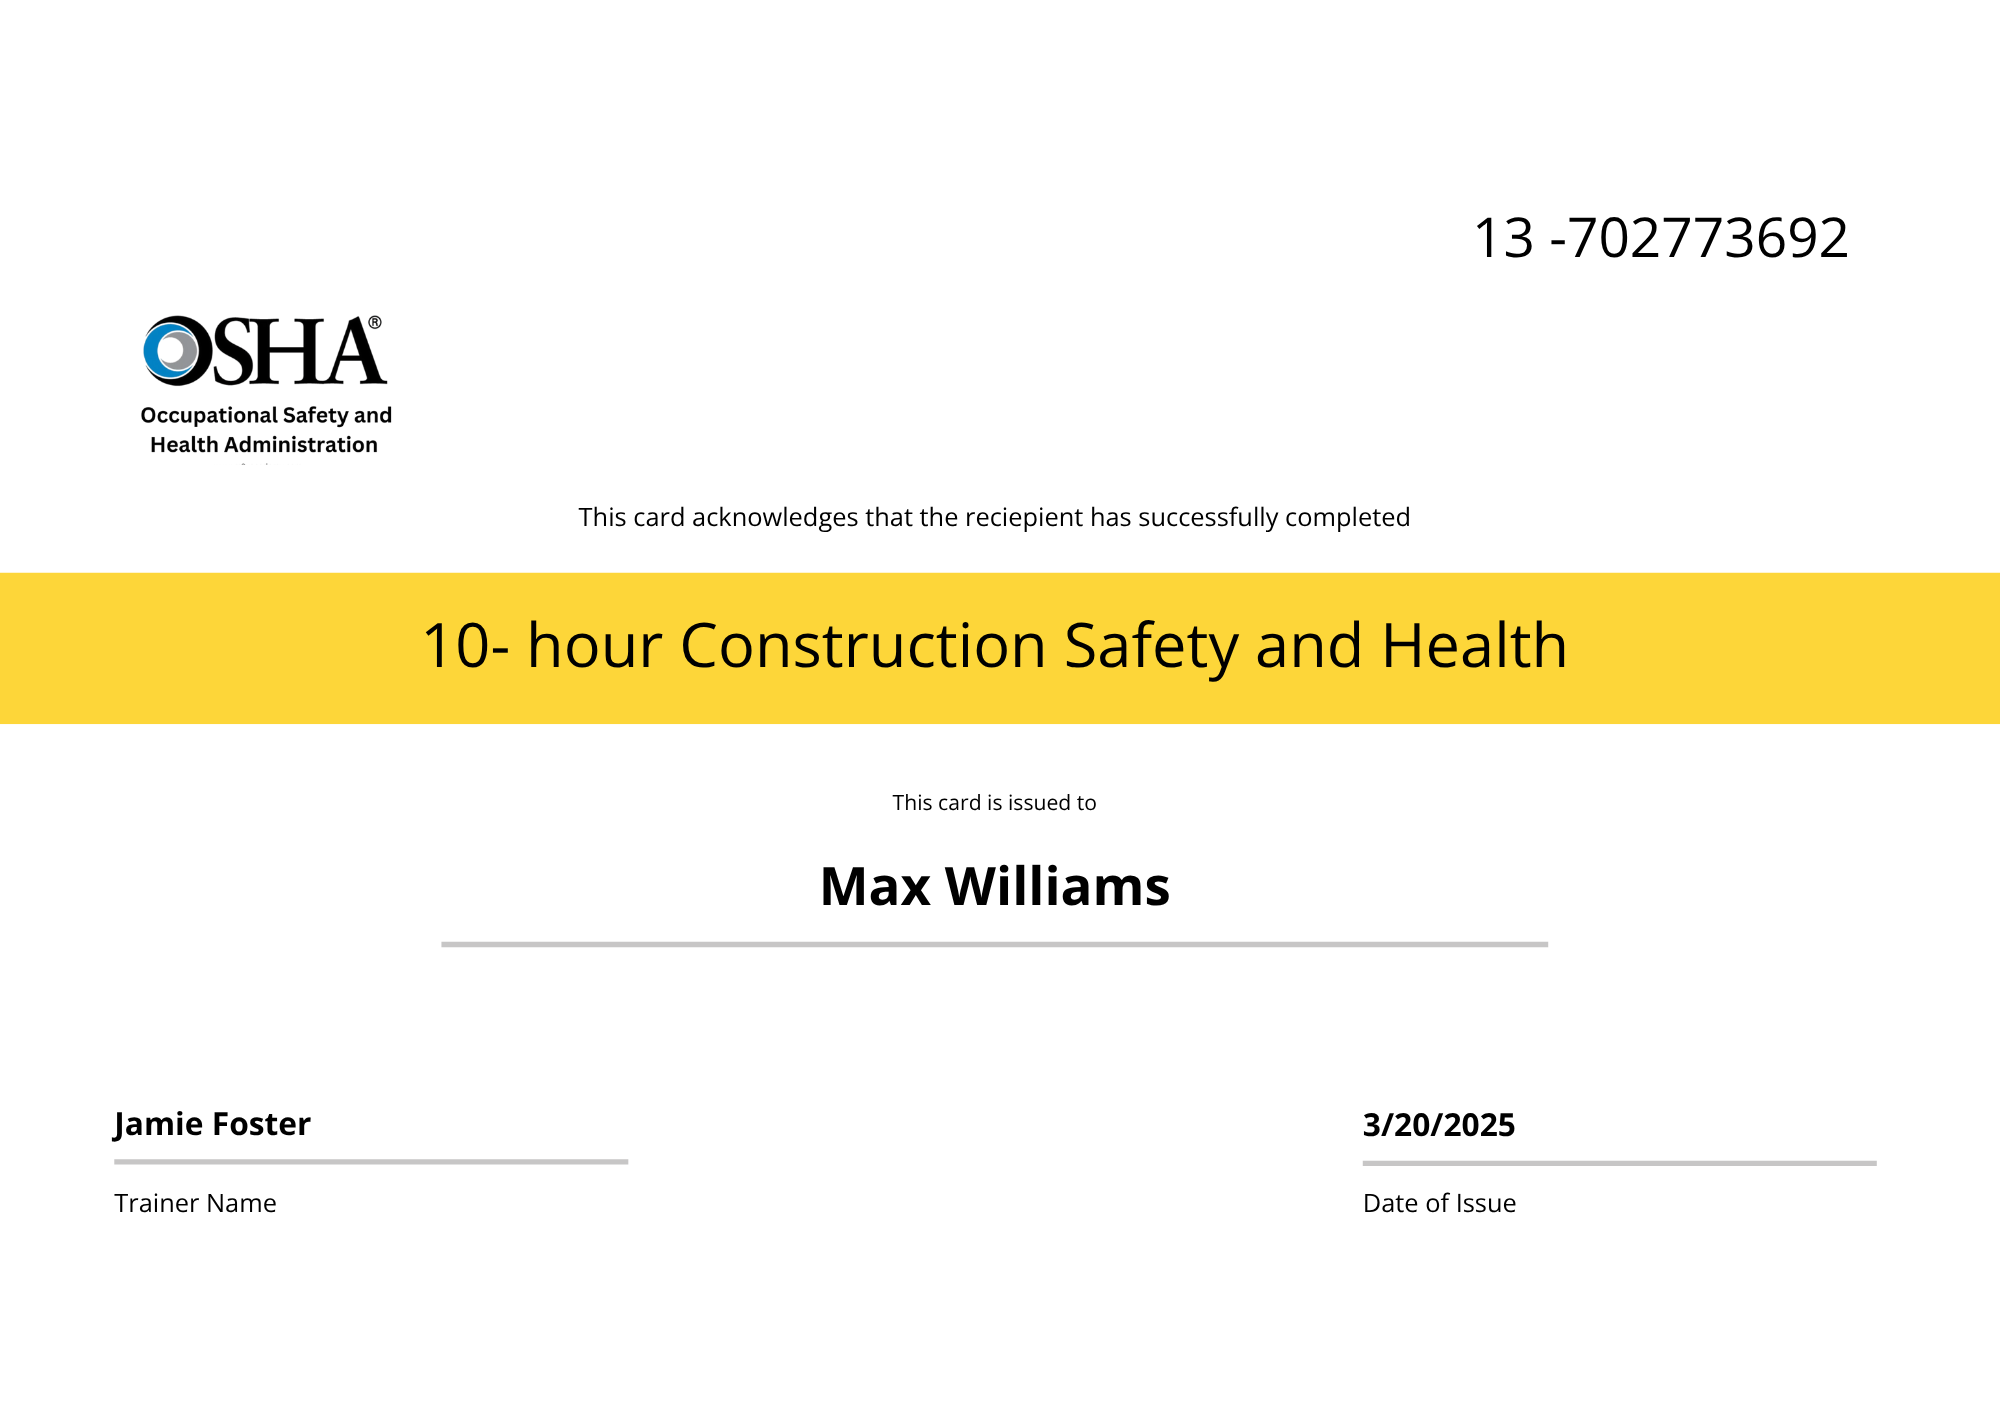 13 -702773692
OSHA®
Occupational Safety and
Health Administration
This card acknowledges that the reciepient has successfully completed
10- hour Construction Safety and Health
This card is issued to
Max Williams
Jamie Foster
3/20/2025
Trainer Name
Date of Issue